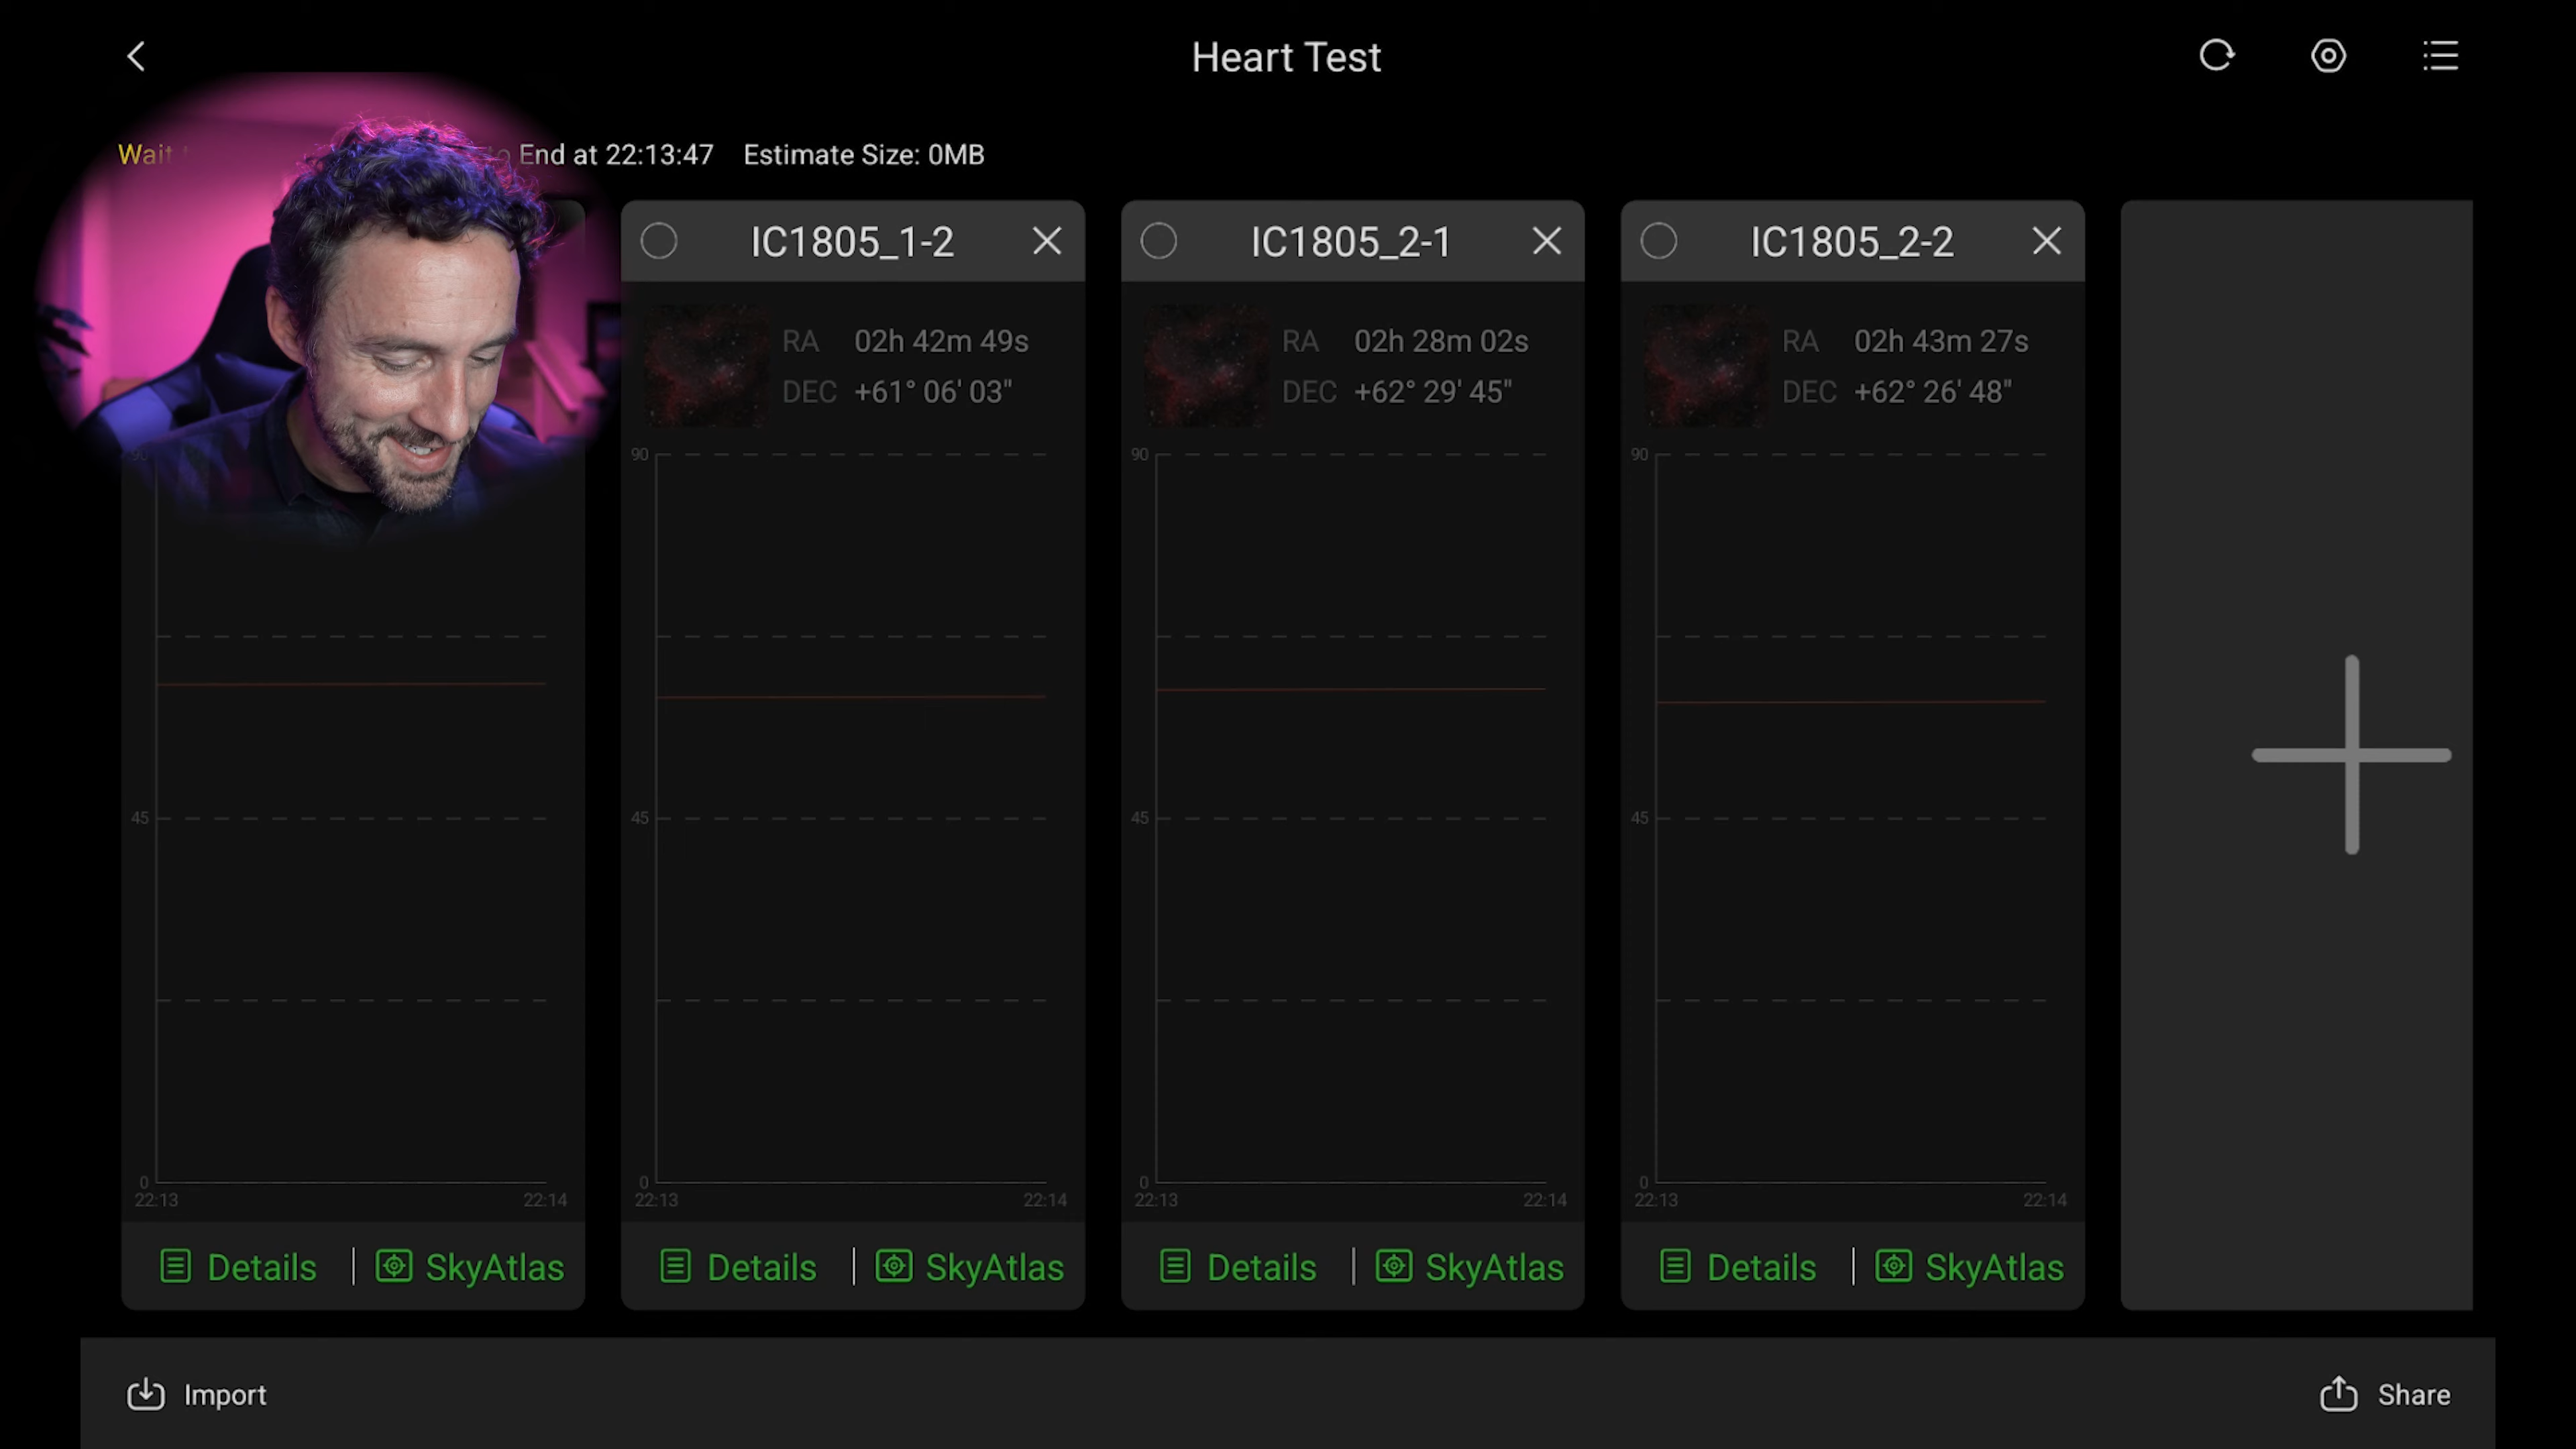 Heart Test
Wait End at 22:13:47 Estimate Size: 0MB
IC1805_1-2
RA 02h 42m 49s
DEC +61° 06' 03"
IC1805_2-1
RA 02h 28m 02s
DEC +62° 29' 45"
IC1805_2-2
RA 02h 43m 27s
DEC +62° 26' 48"
90 90 90 90
45 45 45 45
0 0 0 0
22:13 22:14 22:13 22:14 22:13 22:14 22:13 22:14
Details | SkyAtlas Details | SkyAtlas Details | SkyAtlas Details | SkyAtlas
Import Share